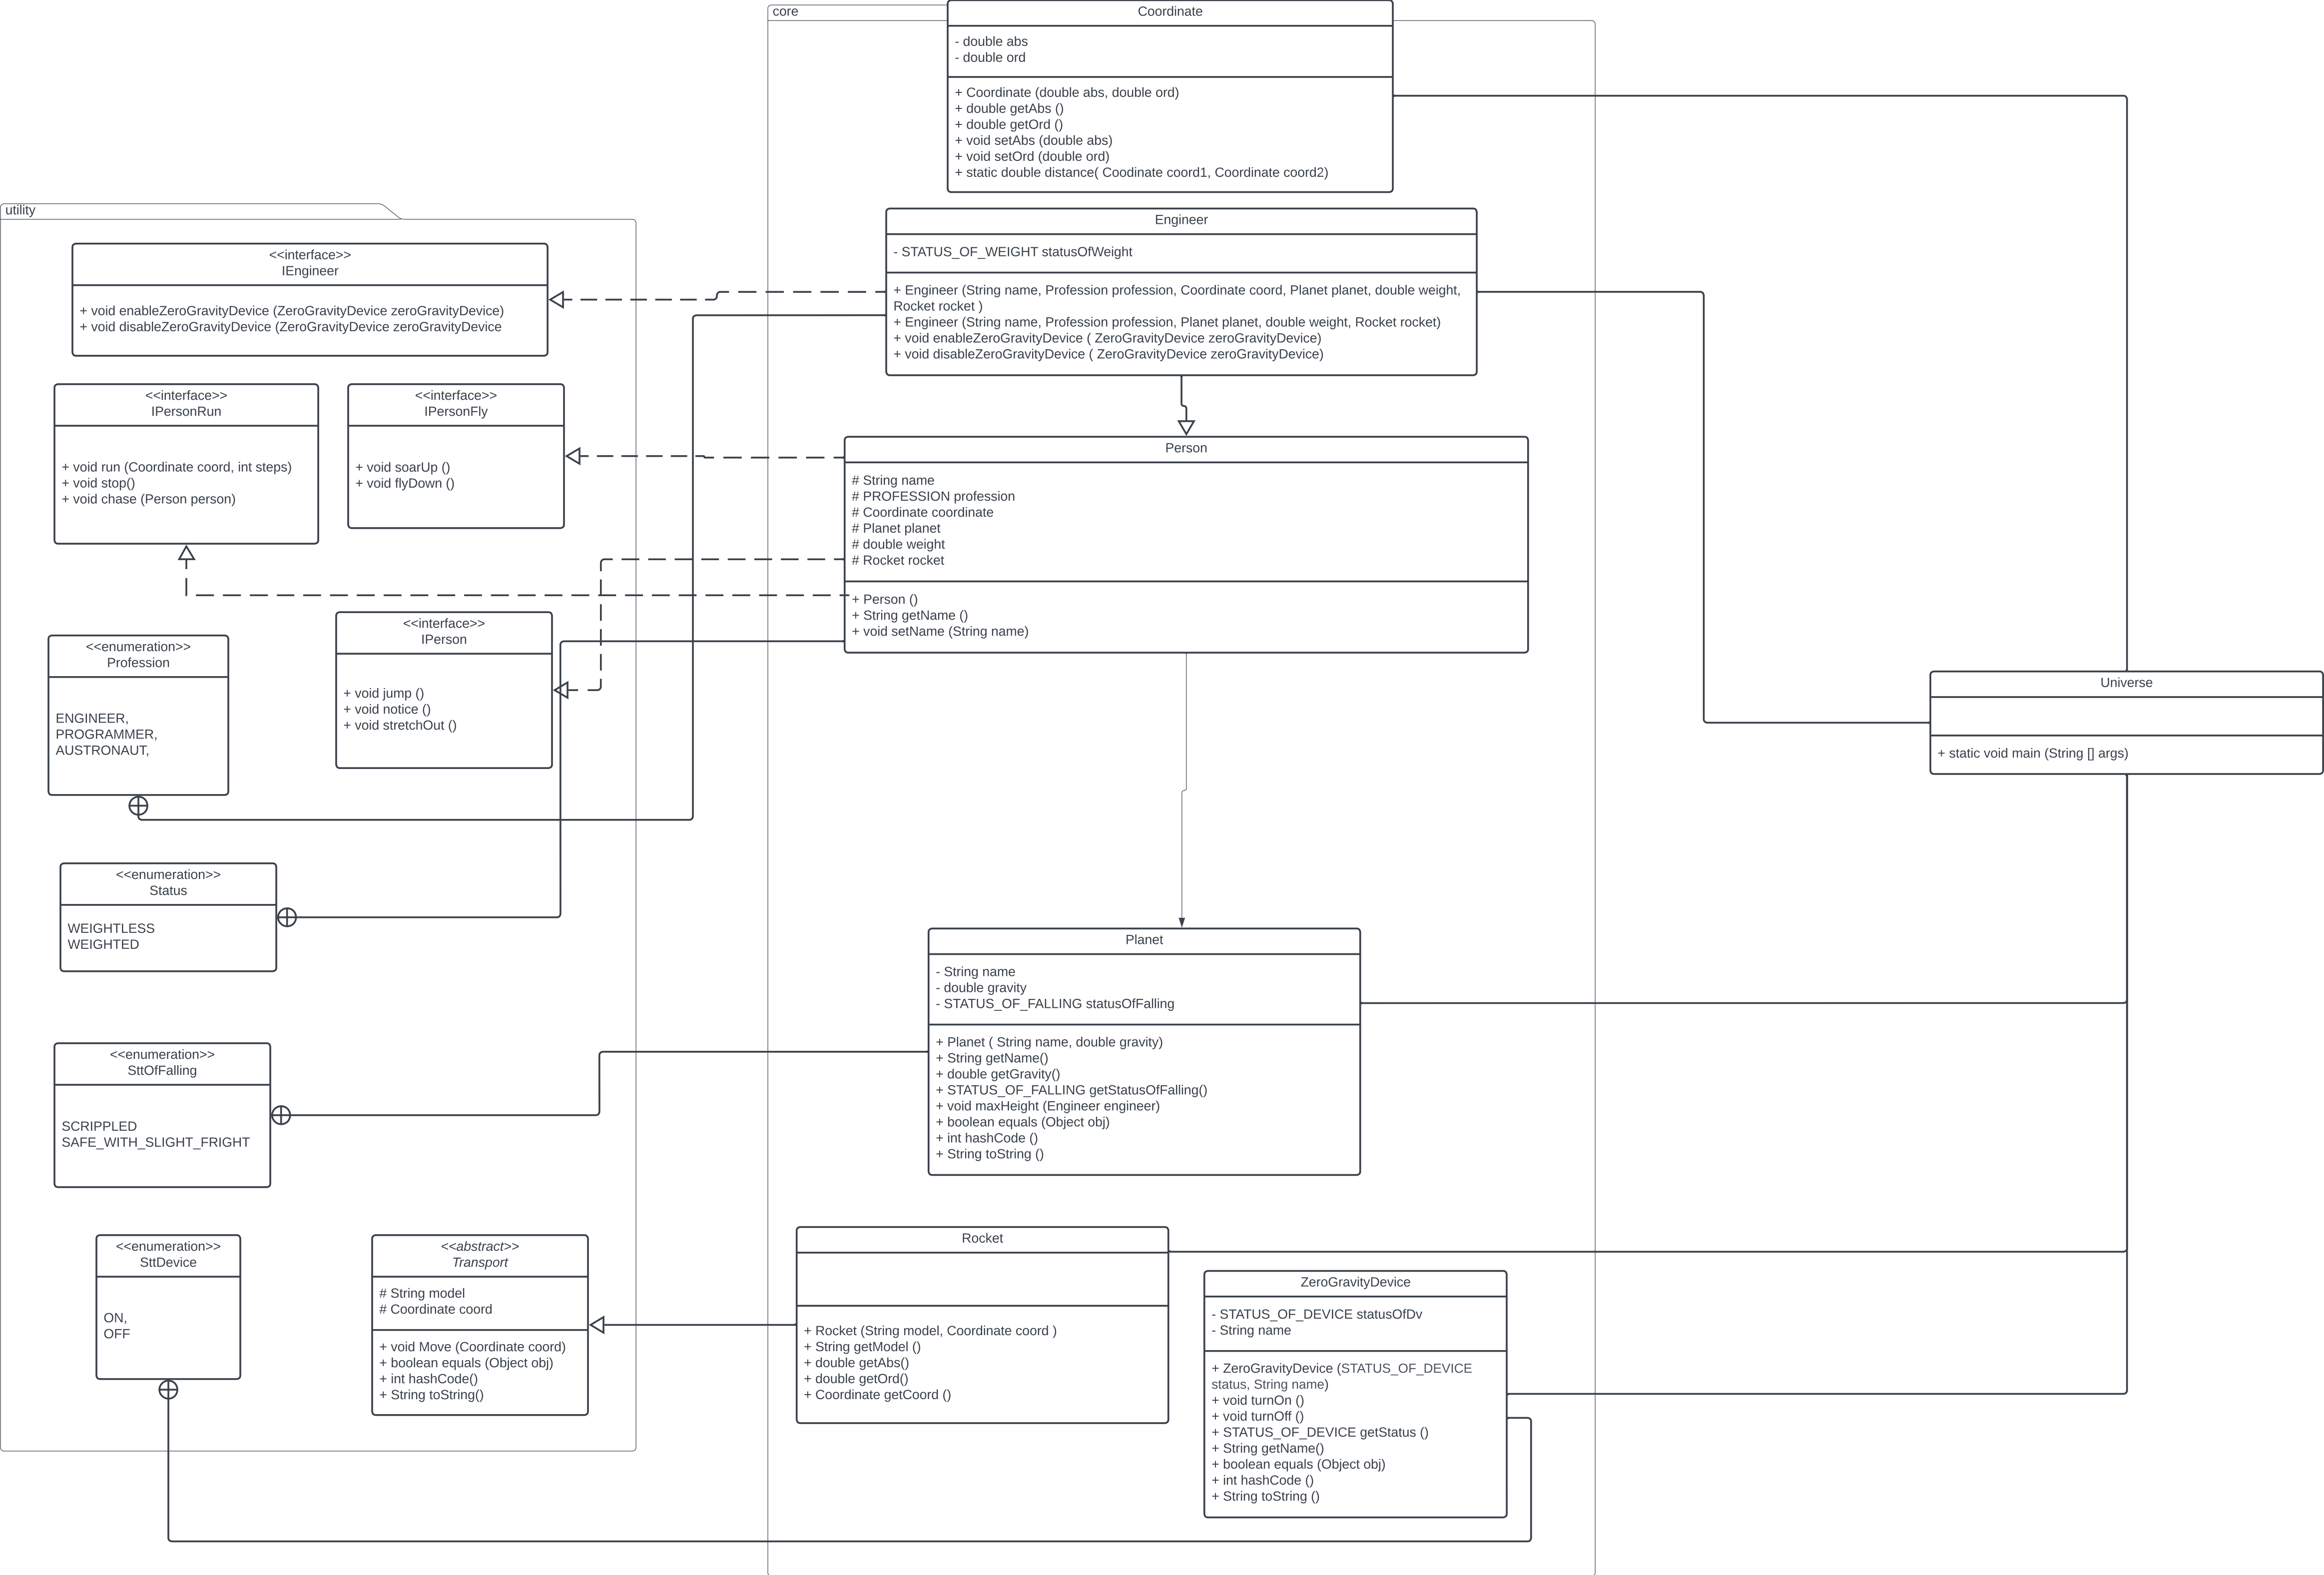 core
Coordinate
- double abs
- double ord
+ Coordinate (double abs, double ord)
+ double getAbs ()
+ double getOrd ()
+ void setAbs (double abs)
+ void setOrd (double ord)
+ static double distance( Coodinate coord1, Coordinate coord2)
utility
<<interface>>
IEngineer
+ void enableZeroGravityDevice (ZeroGravityDevice zeroGravityDevice)
+ void disableZeroGravityDevice (ZeroGravityDevice zeroGravityDevice
Engineer
- STATUS_OF_WEIGHT statusOfWeight
+ Engineer (String name, Profession profession, Coordinate coord, Planet planet, double weight,
Rocket rocket )
+ Engineer (String name, Profession profession, Planet planet, double weight, Rocket rocket)
+ void enableZeroGravityDevice ( ZeroGravityDevice zeroGravityDevice)
+ void disableZeroGravityDevice ( ZeroGravityDevice zeroGravityDevice)
<<interface>>
IPersonRun
+ void run (Coordinate coord, int steps)
+ void stop()
+ void chase (Person person)
<<interface>>
IPersonFly
+ void soarUp ()
+ void flyDown ()
Person
# String name
# PROFESSION profession
# Coordinate coordinate
# Planet planet
# double weight
# Rocket rocket
+ Person ()
+ String getName ()
+ void setName (String name)
<<enumeration>>
Profession
ENGINEER,
PROGRAMMER,
AUSTRONAUT,
<<interface>>
IPerson
+ void jump ()
+ void notice ()
+ void stretchOut ()
Universe
+ static void main (String [] args)
<<enumeration>>
Status
WEIGHTLESS
WEIGHTED
Planet
- String name
- double gravity
- STATUS_OF_FALLING statusOfFalling
+ Planet ( String name, double gravity)
+ String getName()
+ double getGravity()
+ STATUS_OF_FALLING getStatusOfFalling()
+ void maxHeight (Engineer engineer)
+ boolean equals (Object obj)
+ int hashCode ()
+ String toString ()
<<enumeration>>
SttOfFalling
SCRIPPLED
SAFE_WITH_SLIGHT_FRIGHT
<<enumeration>>
SttDevice
ON,
OFF
<<abstract>>
Transport
# String model
# Coordinate coord
+ void Move (Coordinate coord)
+ boolean equals (Object obj)
+ int hashCode()
+ String toString()
Rocket
+ Rocket (String model, Coordinate coord )
+ String getModel ()
+ double getAbs()
+ double getOrd()
+ Coordinate getCoord ()
ZeroGravityDevice
- STATUS_OF_DEVICE statusOfDv
- String name
+ ZeroGravityDevice (STATUS_OF_DEVICE
status, String name)
+ void turnOn ()
+ void turnOff ()
+ STATUS_OF_DEVICE getStatus ()
+ String getName()
+ boolean equals (Object obj)
+ int hashCode ()
+ String toString ()